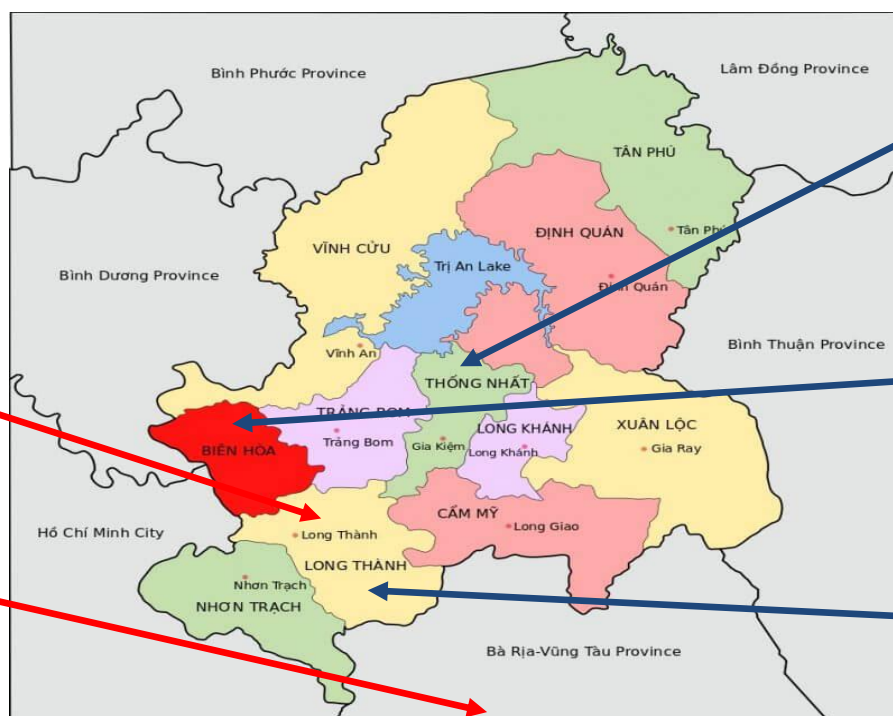 Bình Phước Province
Lâm Đồng Province
TÂN PHÚ
Tân Phú
VĨNH CỬU
ĐỊNH QUÁN
Trị An Lake
Bình Dương Province
Định Quán
Vĩnh An
Bình Thuận Province
THỐNG NHẤT
TRẢNG BOM
LONG KHÁNH
XUÂN LỘC
BIÊN HÒA
Trảng Bom
Gia Kiệm
Long Khánh
Gia Ray
CẨM MỸ
Hồ Chí Minh City
Long Thành
Long Giao
LONG THÀNH
Nhơn Trạch
NHƠN TRẠCH
Bà Rịa-Vũng Tàu Province